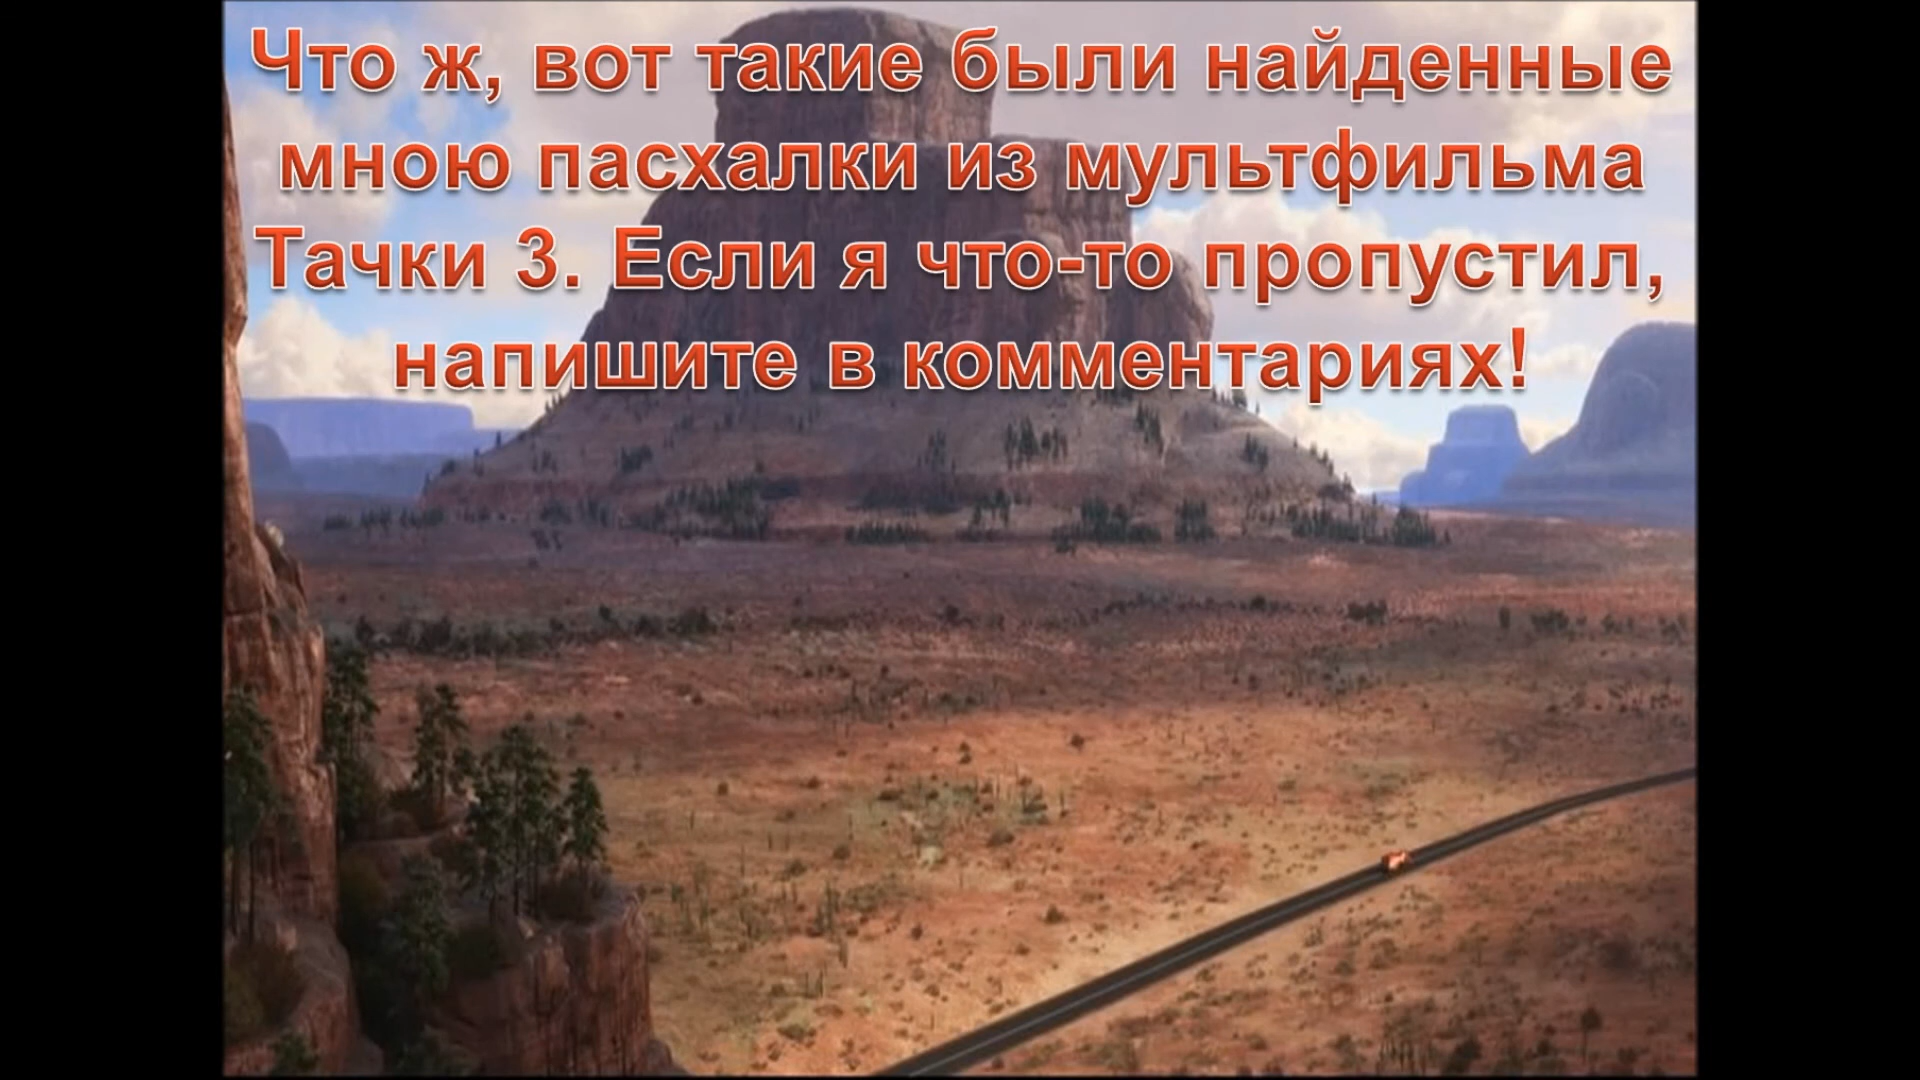 Что ж, вот такие были найденные
мною пасхалки из мультфильма
Тачки 3. Если я что-то пропустил,
напишите в комментариях!